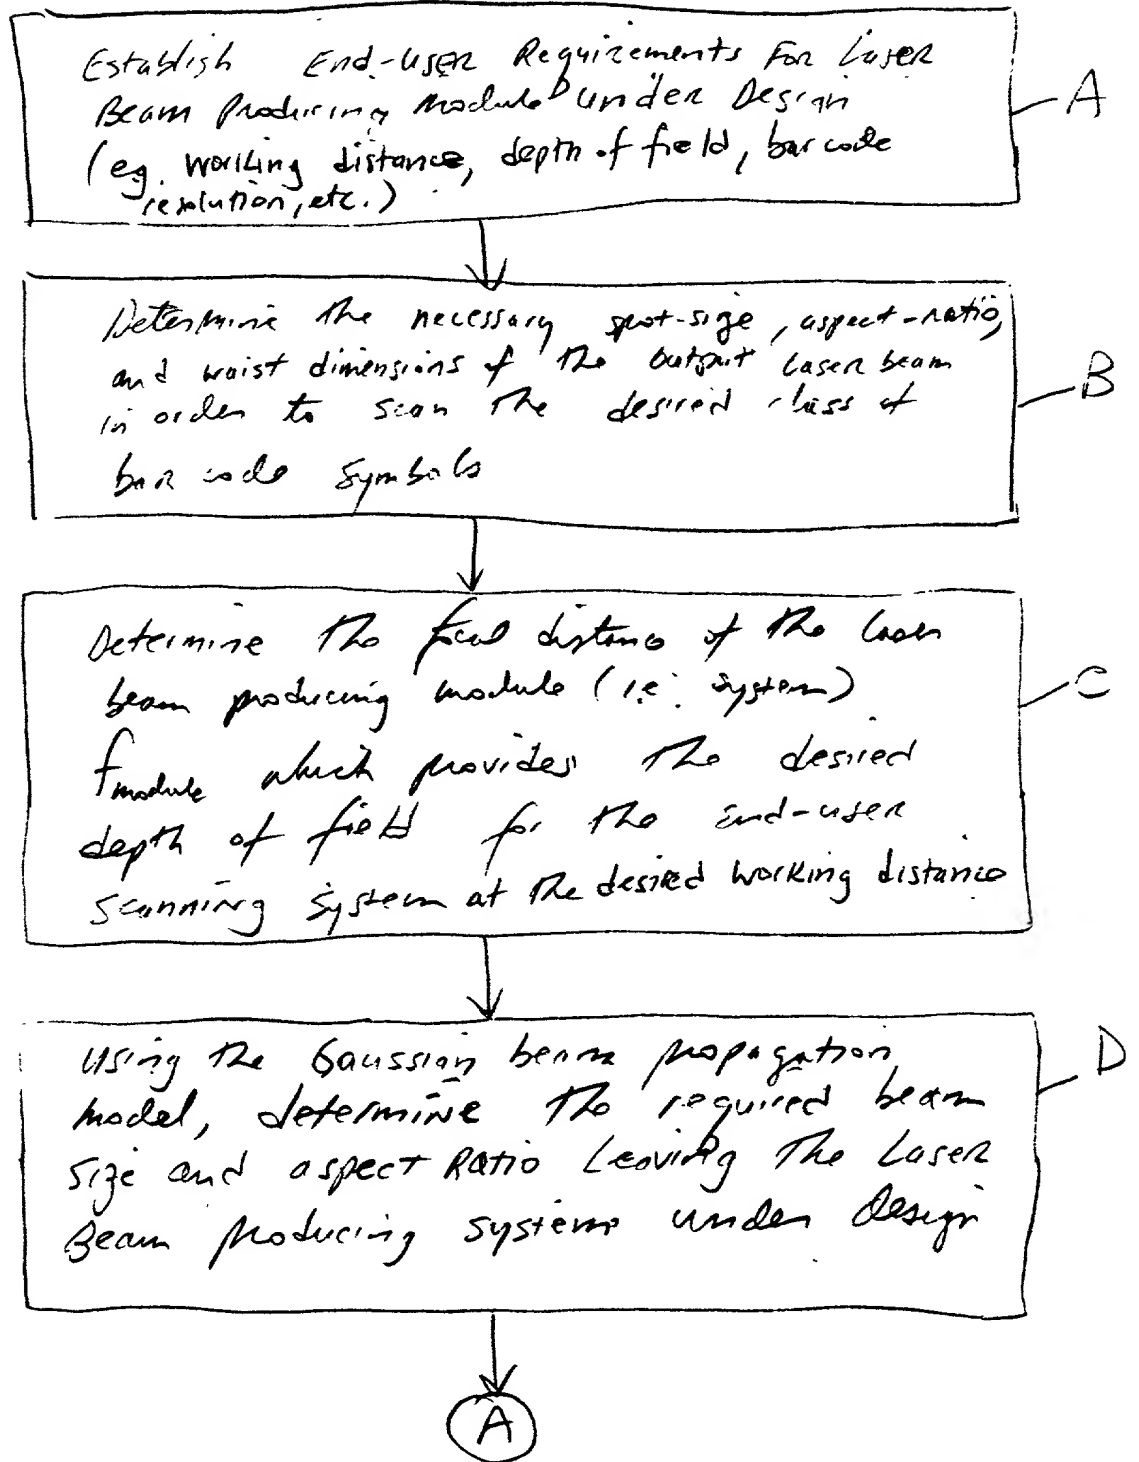 Establish End-User Requirements For Laser
Beam Producing Module Under Design
(eg. working distance, depth of field, bar code
resolution, etc.)
A
Determine the necessary spot-size, aspect-ratio,
and waist dimensions of the output laser beam
in order to scan the desired class of
bar code symbols
B
Determine the focal distance of the laser
beam producing module (i.e. system)
fmodule which provides the desired
depth of field for the End-user
scanning system at the desired working distance
C
Using the Gaussian beam propagation
Model, determine the required beam
size and aspect Ratio Leaving The Laser
Beam Producing systems under Design
D
A